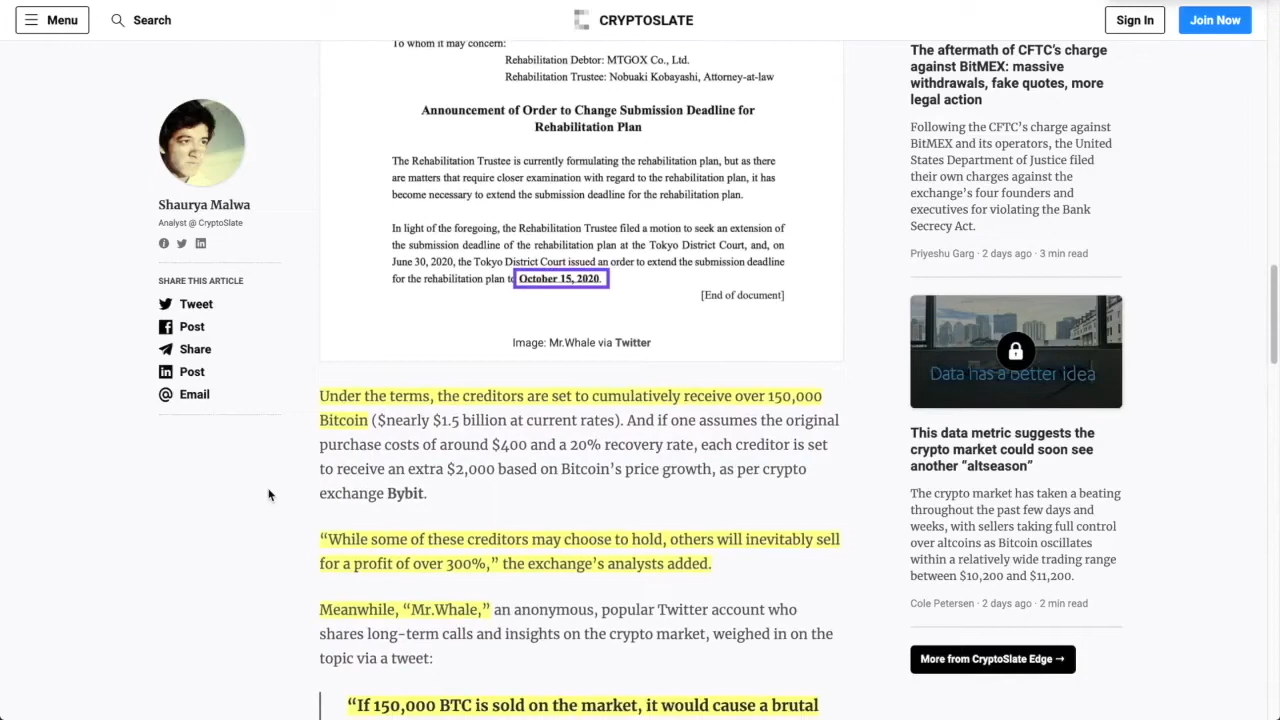 Menu
Search
CRYPTOSLATE
Sign In
Join Now
Shaurya Malwa
Analyst @ CryptoSlate
SHARE THIS ARTICLE
Tweet
Post
Share
Post
Email
To whom it may concern:
Rehabilitation Debtor: MTGOX Co., Ltd.
Rehabilitation Trustee: Nobuaki Kobayashi, Attorney-at-law
Announcement of Order to Change Submission Deadline for
Rehabilitation Plan
The Rehabilitation Trustee is currently formulating the rehabilitation plan, but as there
are matters that require closer examination with regard to the rehabilitation plan, it has
become necessary to extend the submission deadline for the rehabilitation plan.
In light of the foregoing, the Rehabilitation Trustee filed a motion to seek an extension of
the submission deadline of the rehabilitation plan at the Tokyo District Court, and, on
June 30, 2020, the Tokyo District Court issued an order to extend the submission deadline
for the rehabilitation plan to October 15, 2020.
[End of document]
Image: Mr.Whale via Twitter
Under the terms, the creditors are set to cumulatively receive over 150,000
Bitcoin ($nearly $1.5 billion at current rates). And if one assumes the original
purchase costs of around $400 and a 20% recovery rate, each creditor is set
to receive an extra $2,000 based on Bitcoin’s price growth, as per crypto
exchange Bybit.
“While some of these creditors may choose to hold, others will inevitably sell
for a profit of over 300%,” the exchange’s analysts added.
Meanwhile, “Mr.Whale,” an anonymous, popular Twitter account who
shares long-term calls and insights on the crypto market, weighed in on the
topic via a tweet:
“If 150,000 BTC is sold on the market, it would cause a brutal
The aftermath of CFTC’s charge
against BitMEX: massive
withdrawals, fake quotes, more
legal action
Following the CFTC’s charge against
BitMEX and its operators, the United
States Department of Justice filed
their own charges against the
exchange’s four founders and
executives for violating the Bank
Secrecy Act.
Priyeshu Garg · 2 days ago · 3 min read
Data has a better idea
This data metric suggests the
crypto market could soon see
another “altseason”
The crypto market has taken a beating
throughout the past few days and
weeks, with sellers taking full control
over altcoins as Bitcoin oscillates
within a relatively wide trading range
between $10,200 and $11,200.
Cole Petersen · 2 days ago · 2 min read
More from CryptoSlate Edge →